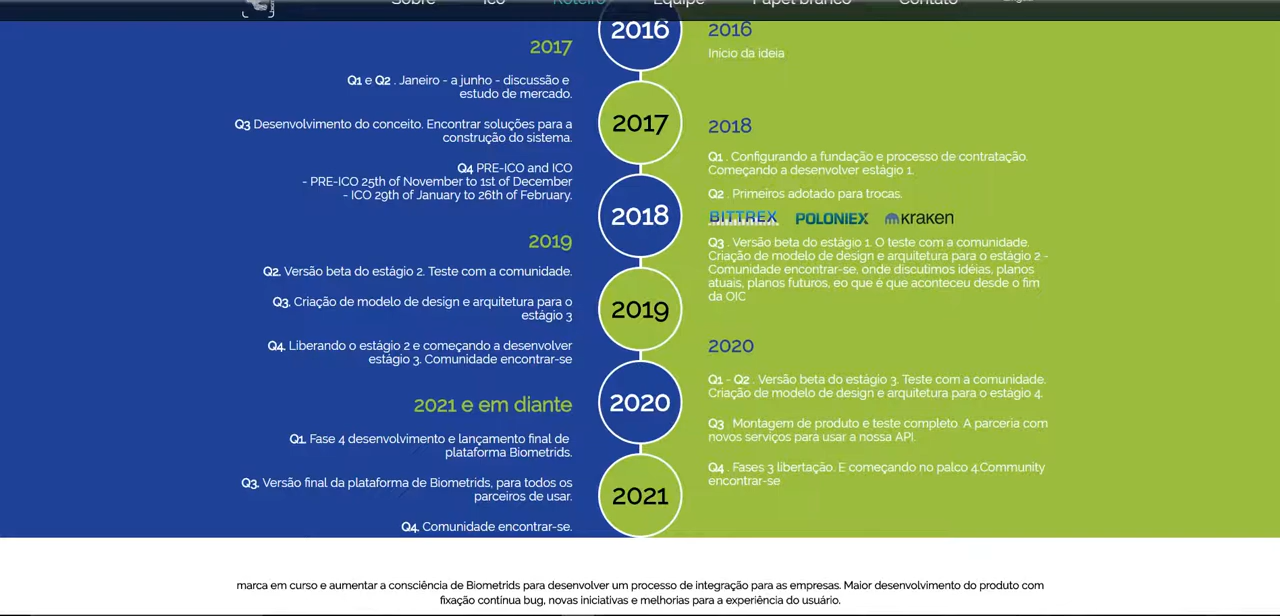 Sobre Ico Roteiro Equipe Papel branco Contato
2016
2016
Início da ideia
2017
Q1 e Q2 . Janeiro - a junho - discussão e
estudo de mercado.
Q3 Desenvolvimento do conceito. Encontrar soluções para a
construção do sistema.
Q4 PRE-ICO and ICO
- PRE-ICO 25th of November to 1st of December
- ICO 29th of January to 26th of February.
2017
2018
Q1 . Configurando a fundação e processo de contratação.
Começando a desenvolver estágio 1.
Q2 . Primeiros adotado para trocas.
BITTREX POLONIEX kraken
Q3 . Versão beta do estágio 1. O teste com a comunidade.
Criação de modelo de design e arquitetura para o estágio 2 -
Comunidade encontrar-se, onde discutimos idéias, planos
atuais, planos futuros, eo que é que aconteceu desde o fim
da OIC
2018
2019
Q2. Versão beta do estágio 2. Teste com a comunidade.
Q3. Criação de modelo de design e arquitetura para o
estágio 3
Q4. Liberando o estágio 2 e começando a desenvolver
estágio 3. Comunidade encontrar-se
2019
2020
Q1 - Q2 . Versão beta do estágio 3. Teste com a comunidade.
Criação de modelo de design e arquitetura para o estágio 4.
Q3 . Montagem de produto e teste completo. A parceria com
novos serviços para usar a nossa API.
Q4 . Fases 3 libertação. E começando no palco 4.Community
encontrar-se
2020
2021 e em diante
Q1. Fase 4 desenvolvimento e lançamento final de
plataforma Biometrids.
Q3. Versão final da plataforma de Biometrids, para todos os
parceiros de usar.
Q4. Comunidade encontrar-se.
2021
marca em curso e aumentar a consciência de Biometrids para desenvolver um processo de integração para as empresas. Maior desenvolvimento do produto com
fixação contínua bug, novas iniciativas e melhorias para a experiência do usuário.